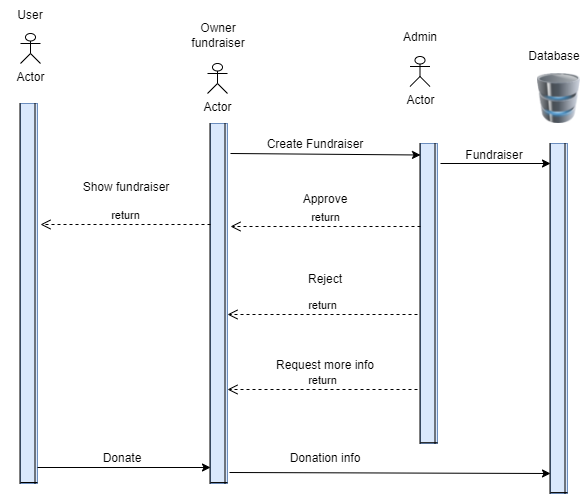 User
Actor
Owner
fundraiser
Actor
Admin
Actor
Database
Create Fundraiser
Fundraiser
Show fundraiser
return
Approve
return
Reject
return
Request more info
return
Donate
Donation info